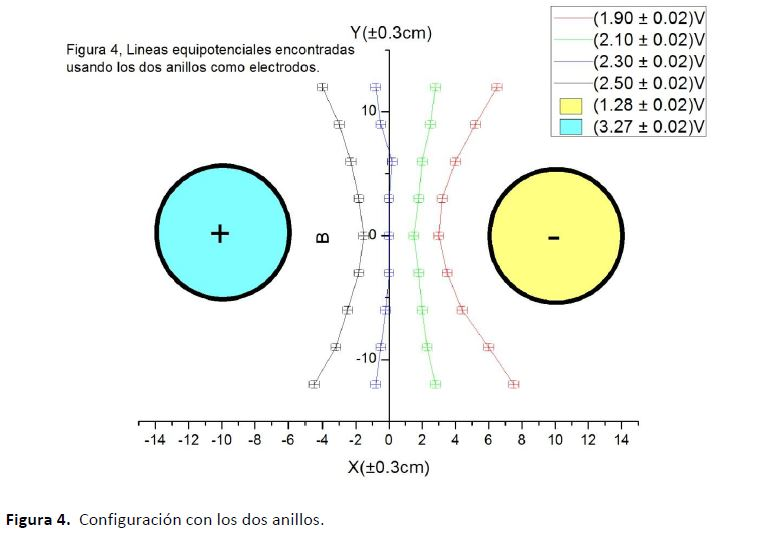 Y(±0.3cm)
Figura 4, Lineas equipotenciales encontradas
usando los dos anillos como electrodos.
(1.90 ± 0.02)V
(2.10 ± 0.02)V
(2.30 ± 0.02)V
(2.50 ± 0.02)V
(1.28 ± 0.02)V
(3.27 ± 0.02)V
10
+
B
0
-
-10
-14 -12 -10 -8 -6 -4 -2 0 2 4 6 8 10 12 14
X(±0.3cm)
Figura 4. Configuración con los dos anillos.